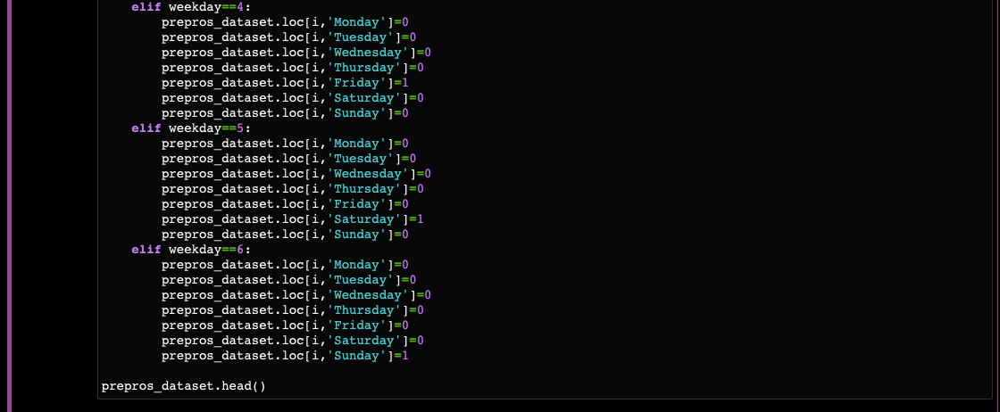 elif weekday==4:
prepros_dataset.loc[i,'Monday']=0
prepros_dataset.loc[i,'Tuesday']=0
prepros_dataset.loc[i,'Wednesday']=0
prepros_dataset.loc[i,'Thursday']=0
prepros_dataset.loc[i,'Friday']=1
prepros_dataset.loc[i,'Saturday']=0
prepros_dataset.loc[i,'Sunday']=0
elif weekday==5:
prepros_dataset.loc[i,'Monday']=0
prepros_dataset.loc[i,'Tuesday']=0
prepros_dataset.loc[i,'Wednesday']=0
prepros_dataset.loc[i,'Thursday']=0
prepros_dataset.loc[i,'Friday']=0
prepros_dataset.loc[i,'Saturday']=1
prepros_dataset.loc[i,'Sunday']=0
elif weekday==6:
prepros_dataset.loc[i,'Monday']=0
prepros_dataset.loc[i,'Tuesday']=0
prepros_dataset.loc[i,'Wednesday']=0
prepros_dataset.loc[i,'Thursday']=0
prepros_dataset.loc[i,'Friday']=0
prepros_dataset.loc[i,'Saturday']=0
prepros_dataset.loc[i,'Sunday']=1
prepros_dataset.head()